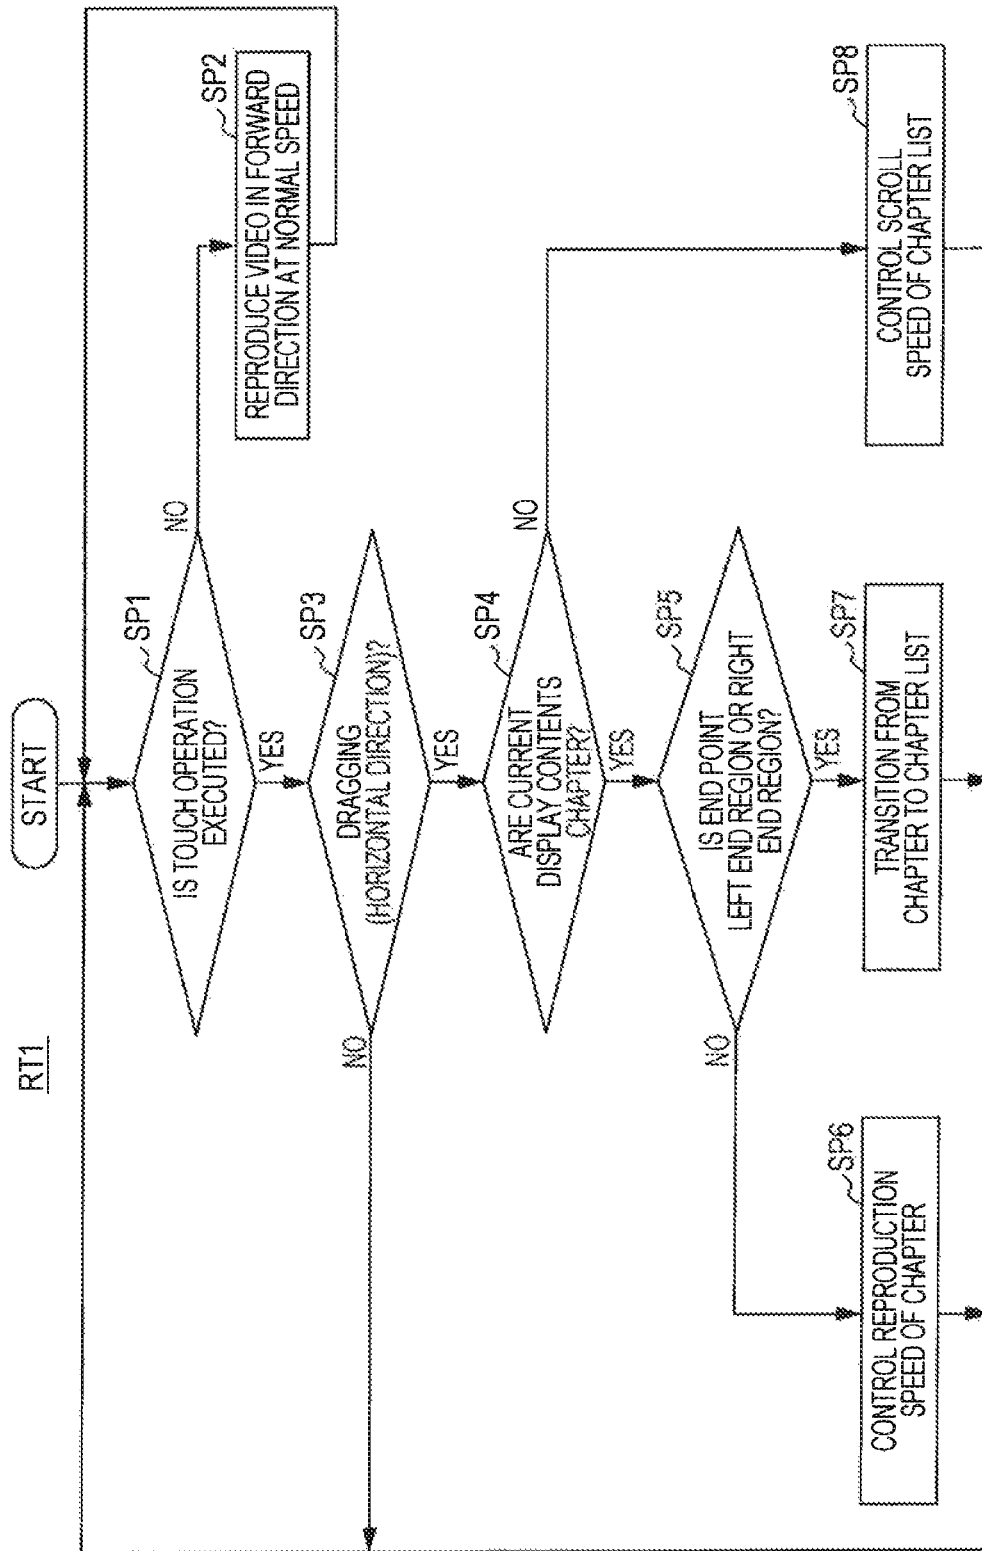 RT1
START
SP1
IS TOUCH OPERATION
EXECUTED?
NO
YES
SP2
REPRODUCE VIDEO IN FORWARD
DIRECTION AT NORMAL SPEED
SP3
DRAGGING
(HORIZONTAL DIRECTION)?
NO
YES
SP4
ARE CURRENT
DISPLAY CONTENTS
CHAPTER?
NO
YES
SP5
IS END POINT
LEFT END REGION OR RIGHT
END REGION?
NO
YES
SP6
CONTROL REPRODUCTION
SPEED OF CHAPTER
SP7
TRANSITION FROM
CHAPTER TO CHAPTER LIST
SP8
CONTROL SCROLL
SPEED OF CHAPTER LIST